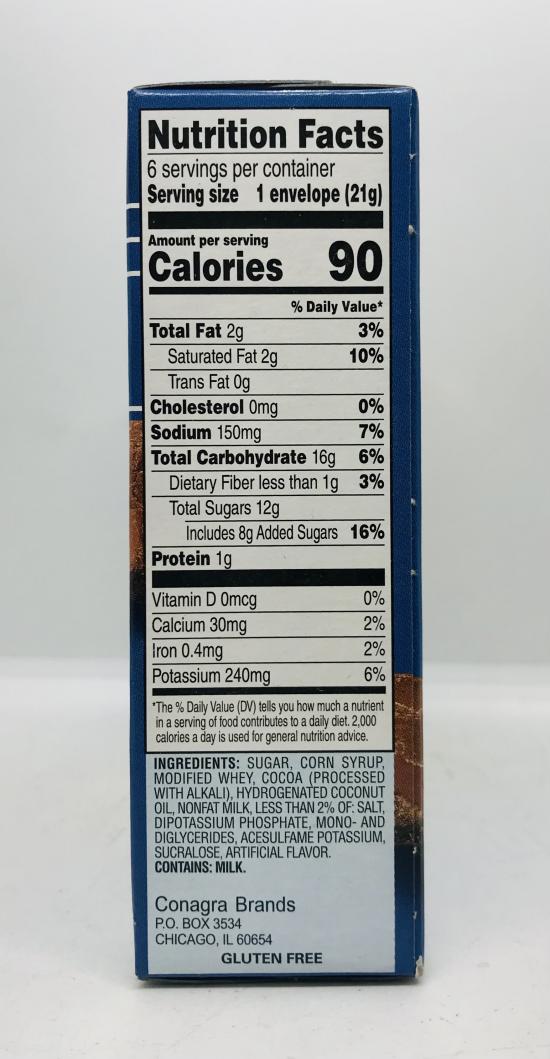 Nutrition Facts
6 servings per container
Serving size 1 envelope (21g)
Amount per serving
Calories 90
% Daily Value*
Total Fat 2g 3%
Saturated Fat 2g 10%
Trans Fat 0g
Cholesterol 0mg 0%
Sodium 150mg 7%
Total Carbohydrate 16g 6%
Dietary Fiber less than 1g 3%
Total Sugars 12g
Includes 8g Added Sugars 16%
Protein 1g
Vitamin D 0mcg 0%
Calcium 30mg 2%
Iron 0.4mg 2%
Potassium 240mg 6%
*The % Daily Value (DV) tells you how much a nutrient
in a serving of food contributes to a daily diet. 2,000
calories a day is used for general nutrition advice.
INGREDIENTS: SUGAR, CORN SYRUP,
MODIFIED WHEY, COCOA (PROCESSED
WITH ALKALI), HYDROGENATED COCONUT
OIL, NONFAT MILK, LESS THAN 2% OF: SALT,
DIPOTASSIUM PHOSPHATE, MONO- AND
DIGLYCERIDES, ACESULFAME POTASSIUM,
SUCRALOSE, ARTIFICIAL FLAVOR.
CONTAINS: MILK.
Conagra Brands
P.O. BOX 3534
CHICAGO, IL 60654
GLUTEN FREE